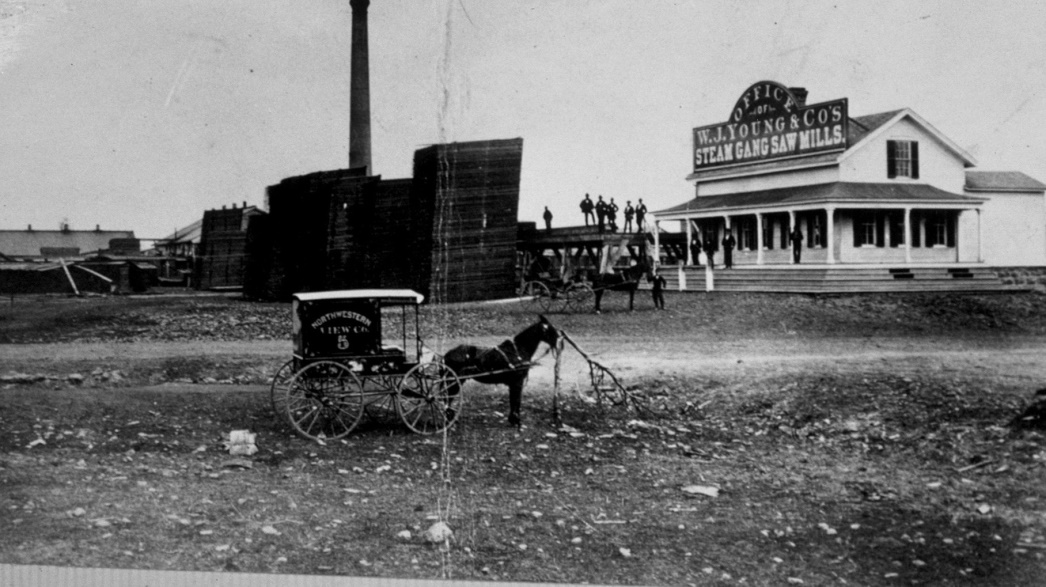 OFFICE
OF
W. J. YOUNG & CO'S
STEAM GANG SAW MILLS.
NORTHWESTERN
VIEW CO.
5